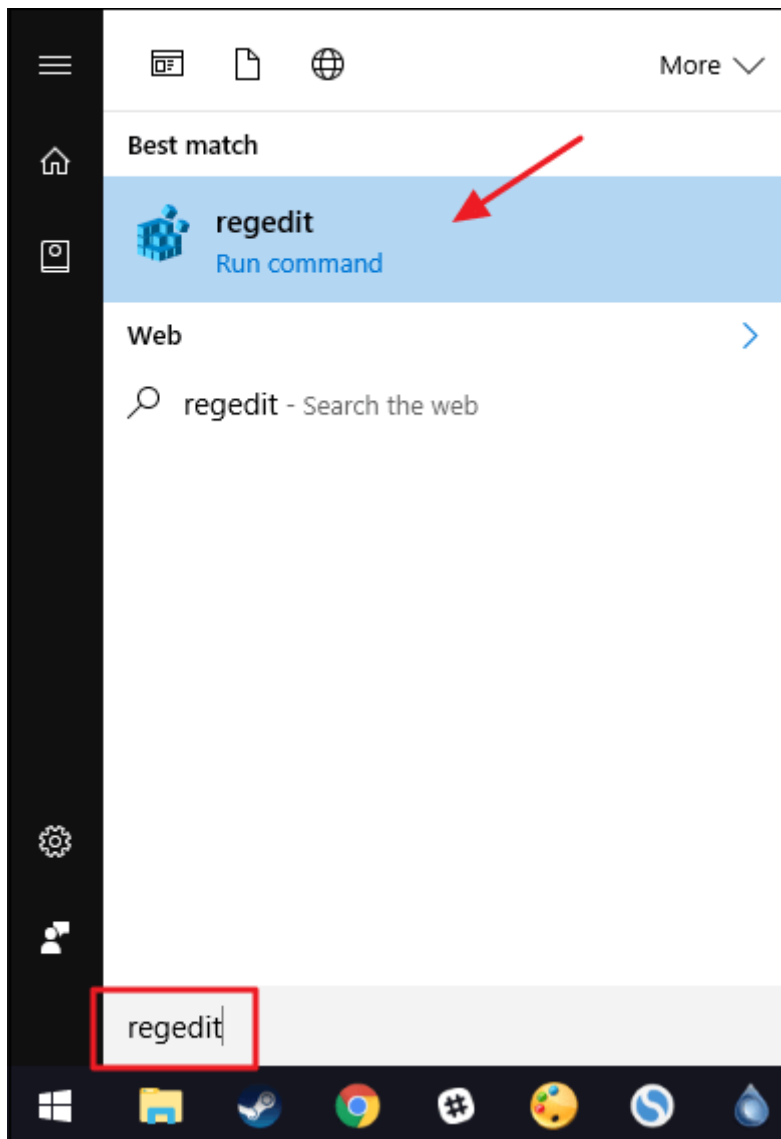 More
Best match
regedit
Run command
Web
regedit - Search the web
regedit